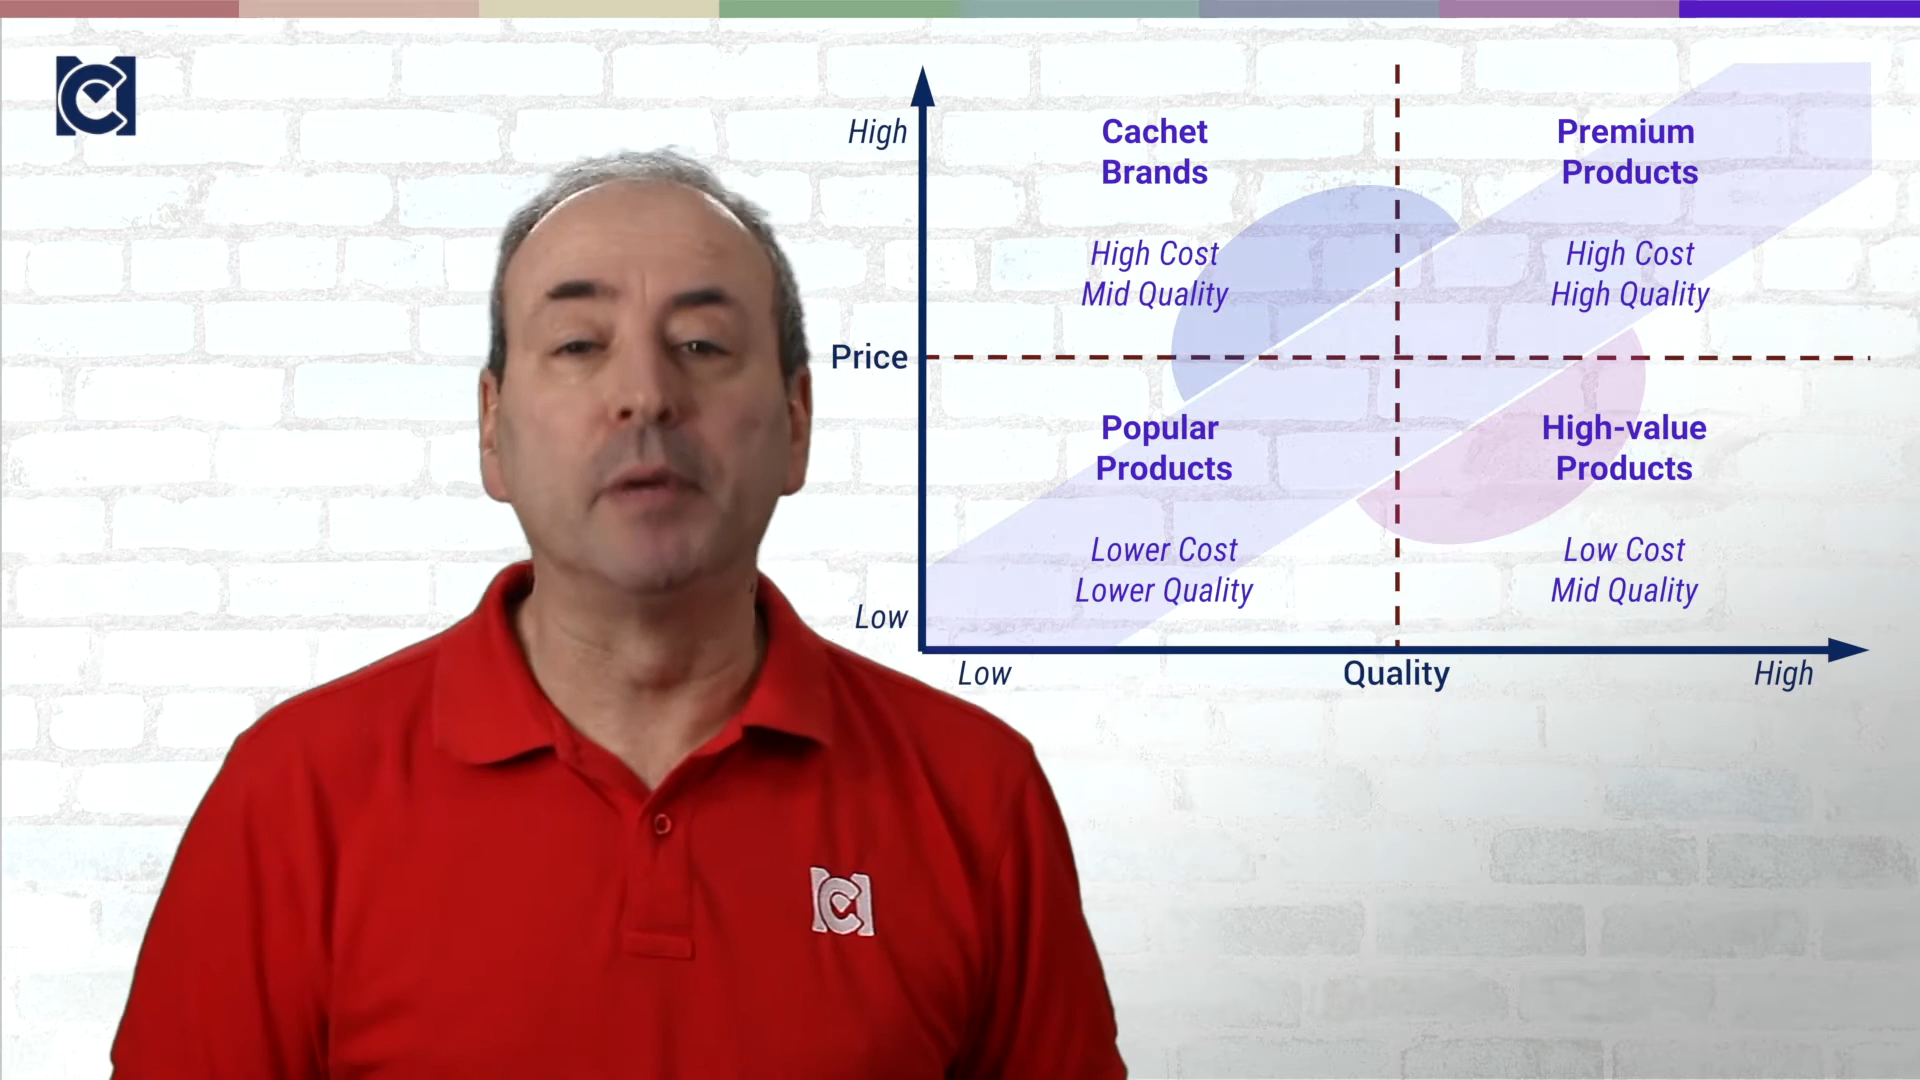 High
Cachet
Brands
Premium
Products
High Cost
Mid Quality
High Cost
High Quality
Price
Popular
Products
High-value
Products
Lower Cost
Lower Quality
Low Cost
Mid Quality
Low
Low
Quality
High